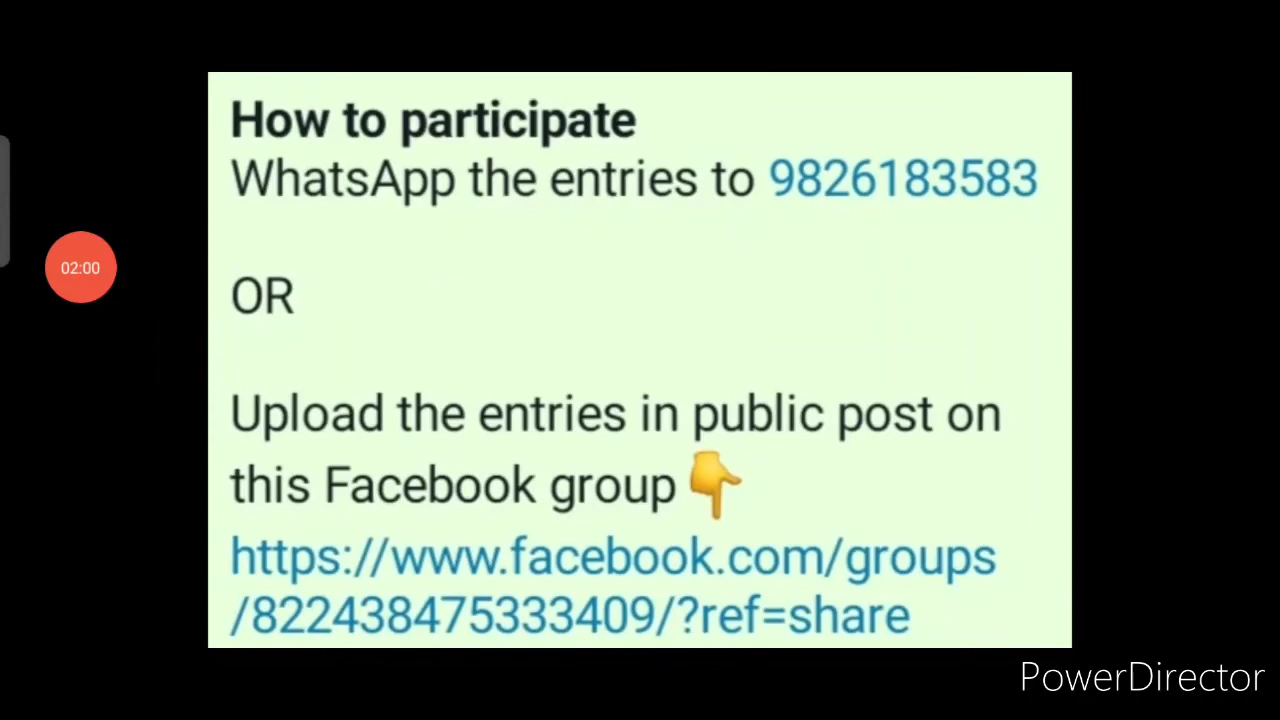 How to participate
WhatsApp the entries to 9826183583
02:00
OR
Upload the entries in public post on
this Facebook group👇
https://www.facebook.com/groups
/822438475333409/?ref=share
PowerDirector